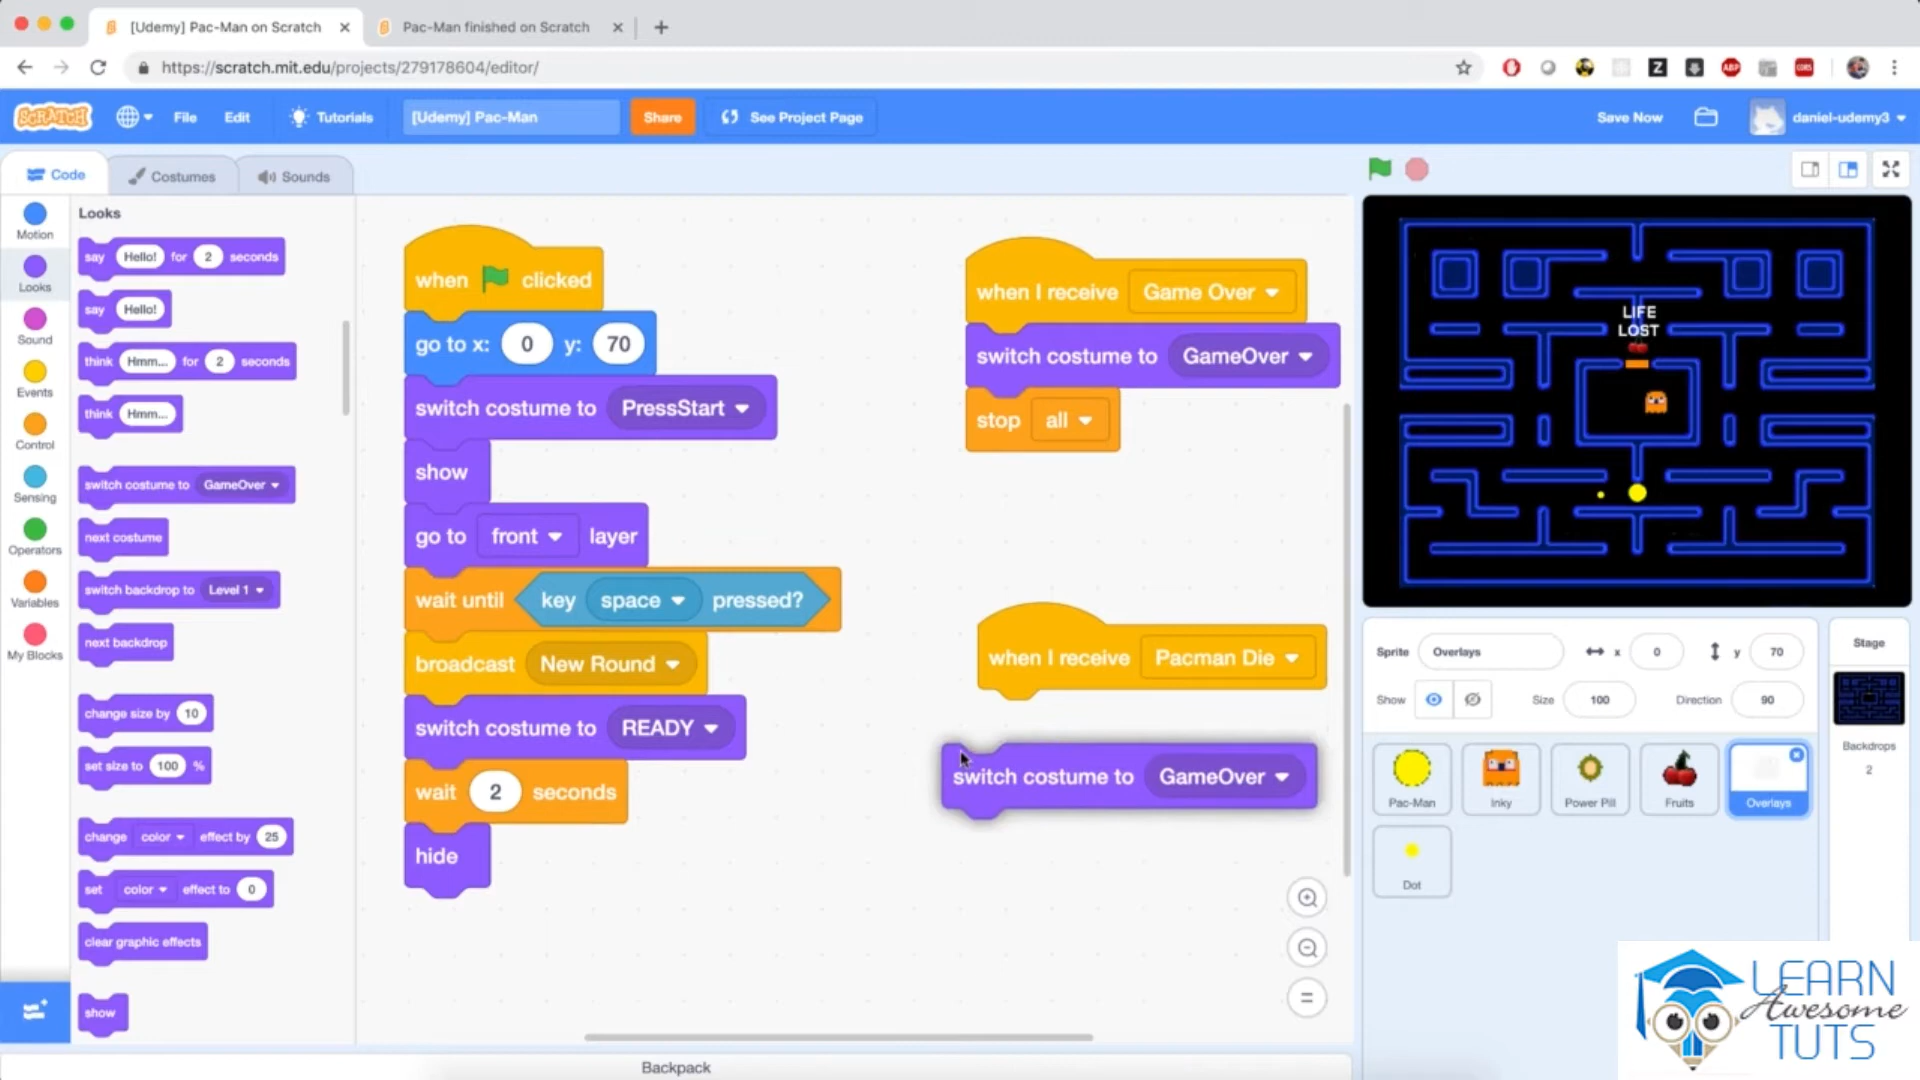 [Udemy] Pac-Man on Scratch
Pac-Man finished on Scratch
https://scratch.mit.edu/projects/279178604/editor/
Z
ABP
CORS
SCRATCH
File
Edit
Tutorials
[Udemy] Pac-Man
Share
See Project Page
Save Now
daniel-udemy3
Code
Costumes
Sounds
Motion
Looks
Sound
Events
Control
Sensing
Operators
Variables
My Blocks
Looks
say Hello! for 2 seconds
say Hello!
think Hmm... for 2 seconds
think Hmm...
switch costume to GameOver
next costume
switch backdrop to Level 1
next backdrop
change size by 10
set size to 100 %
change color effect by 25
set color effect to 0
clear graphic effects
show
when clicked
go to x: 0 y: 70
switch costume to PressStart
show
go to front layer
wait until key space pressed?
broadcast New Round
switch costume to READY
wait 2 seconds
hide
when I receive Game Over
switch costume to GameOver
stop all
when I receive Pacman Die
switch costume to GameOver
Backpack
LIFE
LOST
Sprite Overlays x 0 y 70
Show Size 100 Direction 90
Pac-Man
Inky
Power Pill
Fruits
Overlays
Dot
Stage
Backdrops
2
LEARN
Awesome
TUTS